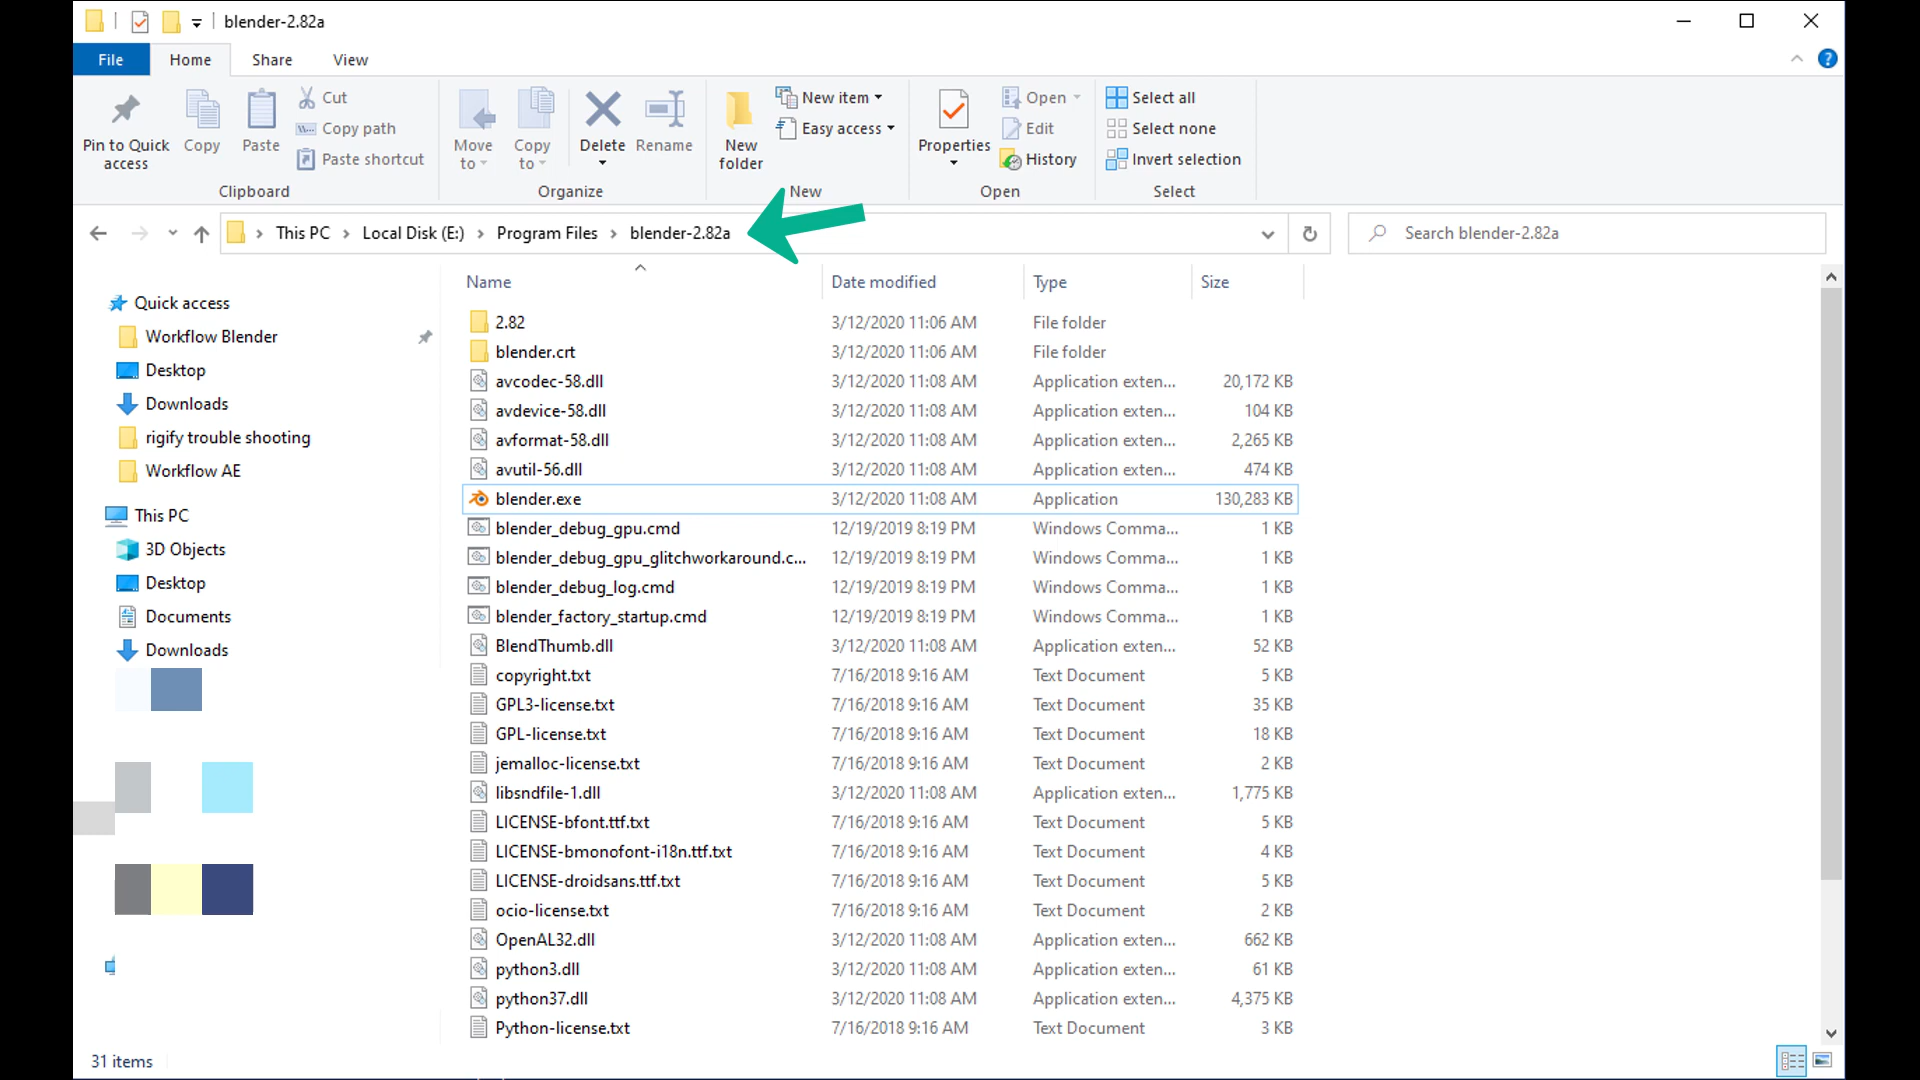 blender-2.82a
File Home Share View
Pin to Quick access
Copy
Paste
Cut
Copy path
Paste shortcut
Clipboard
Move to
Copy to
Delete
Rename
Organize
New folder
New item
Easy access
New
Properties
Open
Edit
History
Open
Select all
Select none
Invert selection
Select
This PC > Local Disk (E:) > Program Files > blender-2.82a
Search blender-2.82a
Quick access
Workflow Blender
Desktop
Downloads
rigify trouble shooting
Workflow AE
This PC
3D Objects
Desktop
Documents
Downloads
Name Date modified Type Size
2.82 3/12/2020 11:06 AM File folder
blender.crt 3/12/2020 11:06 AM File folder
avcodec-58.dll 3/12/2020 11:08 AM Application exten... 20,172 KB
avdevice-58.dll 3/12/2020 11:08 AM Application exten... 104 KB
avformat-58.dll 3/12/2020 11:08 AM Application exten... 2,265 KB
avutil-56.dll 3/12/2020 11:08 AM Application exten... 474 KB
blender.exe 3/12/2020 11:08 AM Application 130,283 KB
blender_debug_gpu.cmd 12/19/2019 8:19 PM Windows Comma... 1 KB
blender_debug_gpu_glitchworkaround.c... 12/19/2019 8:19 PM Windows Comma... 1 KB
blender_debug_log.cmd 12/19/2019 8:19 PM Windows Comma... 1 KB
blender_factory_startup.cmd 12/19/2019 8:19 PM Windows Comma... 1 KB
BlendThumb.dll 3/12/2020 11:08 AM Application exten... 52 KB
copyright.txt 7/16/2018 9:16 AM Text Document 5 KB
GPL3-license.txt 7/16/2018 9:16 AM Text Document 35 KB
GPL-license.txt 7/16/2018 9:16 AM Text Document 18 KB
jemalloc-license.txt 7/16/2018 9:16 AM Text Document 2 KB
libsndfile-1.dll 3/12/2020 11:08 AM Application exten... 1,775 KB
LICENSE-bfont.ttf.txt 7/16/2018 9:16 AM Text Document 5 KB
LICENSE-bmonofont-i18n.ttf.txt 7/16/2018 9:16 AM Text Document 4 KB
LICENSE-droidsans.ttf.txt 7/16/2018 9:16 AM Text Document 5 KB
ocio-license.txt 7/16/2018 9:16 AM Text Document 2 KB
OpenAL32.dll 3/12/2020 11:08 AM Application exten... 662 KB
python3.dll 3/12/2020 11:08 AM Application exten... 61 KB
python37.dll 3/12/2020 11:08 AM Application exten... 4,375 KB
Python-license.txt 7/16/2018 9:16 AM Text Document 3 KB
31 items